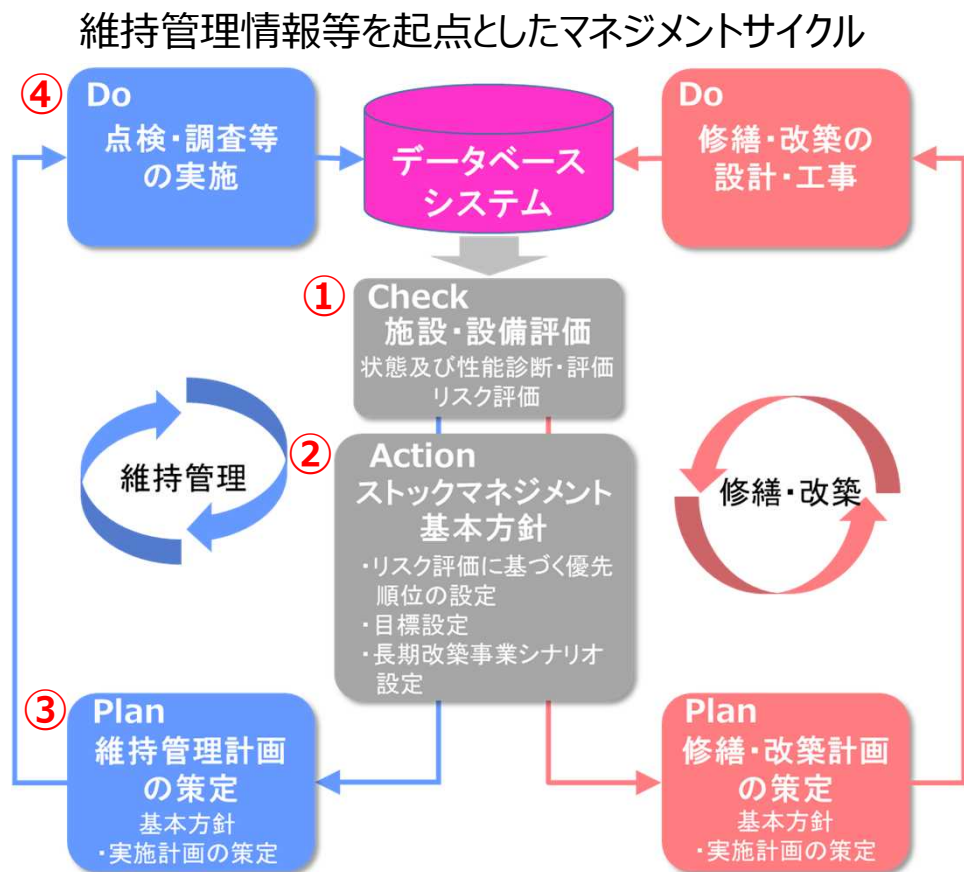 維持管理情報等を起点としたマネジメントサイクル
④
Do
点検・調査等
の実施
データベース
システム
Do
修繕・改築の
設計・工事
①
Check
施設・設備評価
状態及び性能診断・評価
リスク評価
維持管理
②
Action
ストックマネジメント
基本方針
・リスク評価に基づく優先
順位の設定
・目標設定
・長期改築事業シナリオ
設定
修繕・改築
③
Plan
維持管理計画
の策定
基本方針
・実施計画の策定
Plan
修繕・改築計画
の策定
基本方針
・実施計画の策定